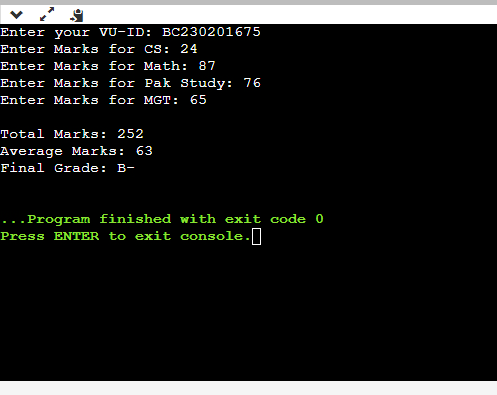 Enter your VU-ID: BC230201675
Enter Marks for CS: 24
Enter Marks for Math: 87
Enter Marks for Pak Study: 76
Enter Marks for MGT: 65
Total Marks: 252
Average Marks: 63
Final Grade: B-
...Program finished with exit code 0
Press ENTER to exit console.